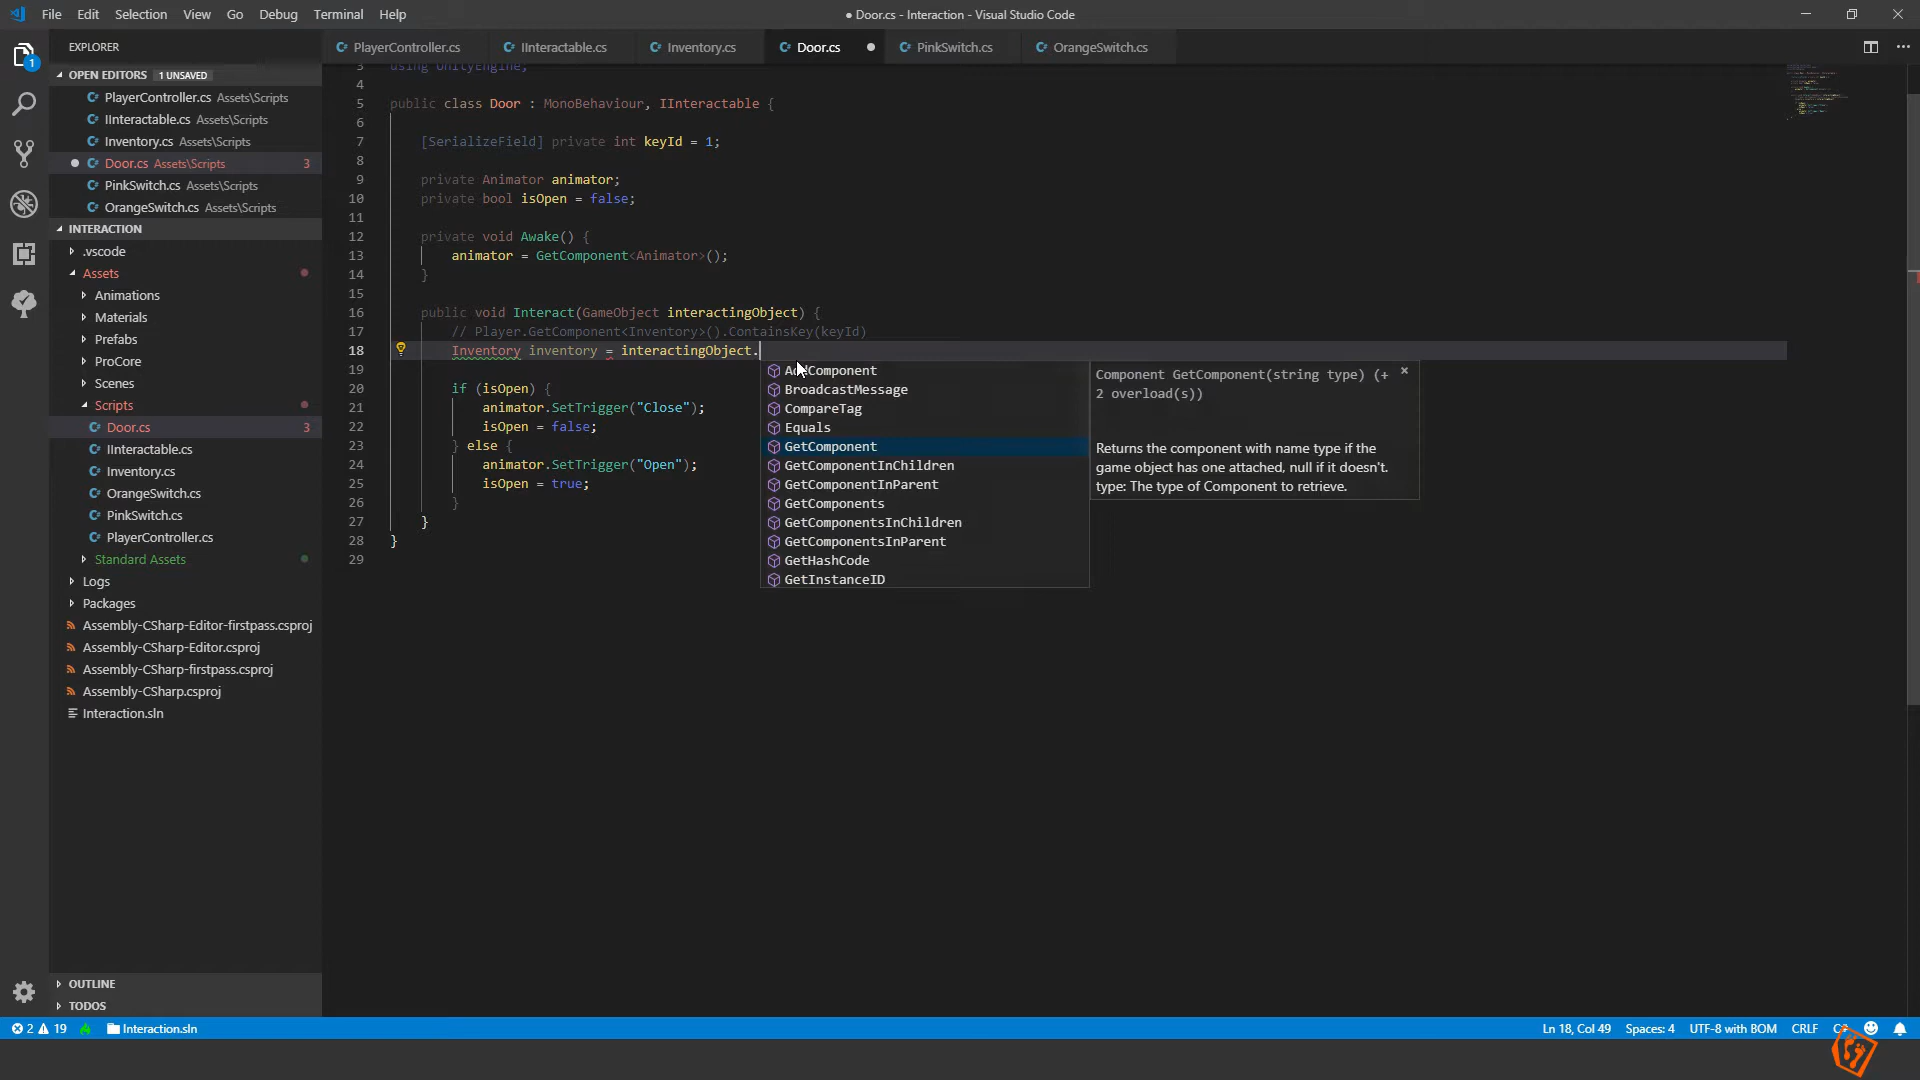 File Edit Selection View Go Debug Terminal Help
● Door.cs - Interaction - Visual Studio Code
EXPLORER
OPEN EDITORS 1 UNSAVED
PlayerController.cs Assets\Scripts
IInteractable.cs Assets\Scripts
Inventory.cs Assets\Scripts
Door.cs Assets\Scripts 3
PinkSwitch.cs Assets\Scripts
OrangeSwitch.cs Assets\Scripts
INTERACTION
.vscode
Assets
Animations
Materials
Prefabs
ProCore
Scenes
Scripts
Door.cs 3
IInteractable.cs
Inventory.cs
OrangeSwitch.cs
PinkSwitch.cs
PlayerController.cs
Standard Assets
Logs
Packages
Assembly-CSharp-Editor-firstpass.csproj
Assembly-CSharp-Editor.csproj
Assembly-CSharp-firstpass.csproj
Assembly-CSharp.csproj
Interaction.sln
OUTLINE
TODOS
PlayerController.cs IInteractable.cs Inventory.cs Door.cs PinkSwitch.cs OrangeSwitch.cs
3 using UnityEngine;
4
5 public class Door : MonoBehaviour, IInteractable {
6
7 [SerializeField] private int keyId = 1;
8
9 private Animator animator;
10 private bool isOpen = false;
11
12 private void Awake() {
13 animator = GetComponent<Animator>();
14 }
15
16 public void Interact(GameObject interactingObject) {
17 // Player.GetComponent<Inventory>().ContainsKey(keyId)
18 Inventory inventory = interactingObject.
19
20 if (isOpen) {
21 animator.SetTrigger("Close");
22 isOpen = false;
23 } else {
24 animator.SetTrigger("Open");
25 isOpen = true;
26 }
27 }
28 }
29
AddComponent
BroadcastMessage
CompareTag
Equals
GetComponent
GetComponentInChildren
GetComponentInParent
GetComponents
GetComponentsInChildren
GetComponentsInParent
GetHashCode
GetInstanceID
Component GetComponent(string type) (+
2 overload(s))
Returns the component with name type if the
game object has one attached, null if it doesn't.
type: The type of Component to retrieve.
1
2 19 Interaction.sln
Ln 18, Col 49 Spaces: 4 UTF-8 with BOM CRLF C#